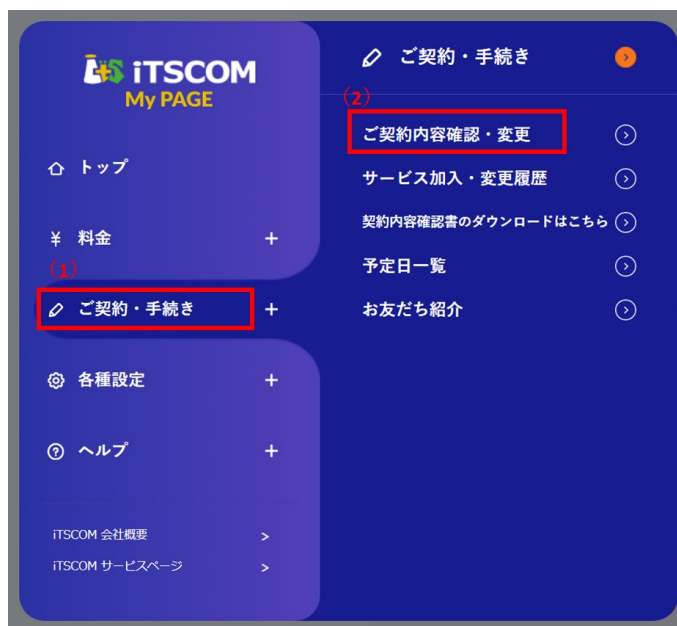 iTSCOM
My PAGE
トップ
¥ 料金 +
(1)
ご契約・手続き +
各種設定 +
? ヘルプ +
iTSCOM 会社概要 >
iTSCOM サービスページ >
ご契約・手続き
(2)
ご契約内容確認・変更
サービス加入・変更履歴
契約内容確認書のダウンロードはこちら
予定日一覧
お友だち紹介